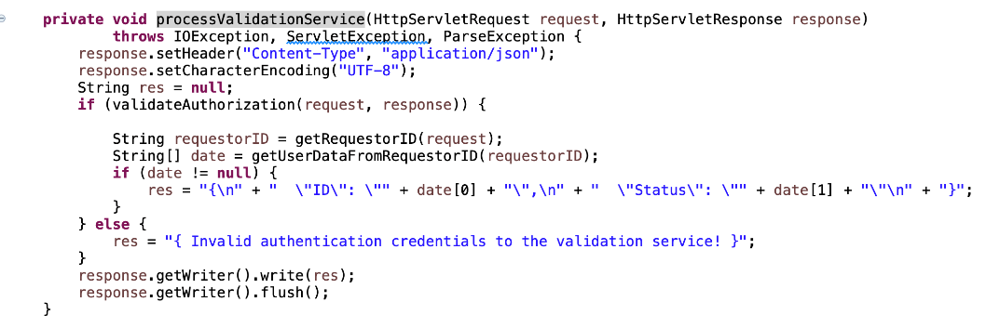 private void processValidationService(HttpServletRequest request, HttpServletResponse response)
        throws IOException, ServletException, ParseException {
    response.setHeader("Content-Type", "application/json");
    response.setCharacterEncoding("UTF-8");
    String res = null;
    if (validateAuthorization(request, response)) {

        String requestorID = getRequestorID(request);
        String[] date = getUserDataFromRequestorID(requestorID);
        if (date != null) {
            res = "{\n" + "  \"ID\": \"" + date[0] + "\",\n" + "  \"Status\": \"" + date[1] + "\"\n" + "}";
        }
    } else {
        res = "{ Invalid authentication credentials to the validation service! }";
    }
    response.getWriter().write(res);
    response.getWriter().flush();
}